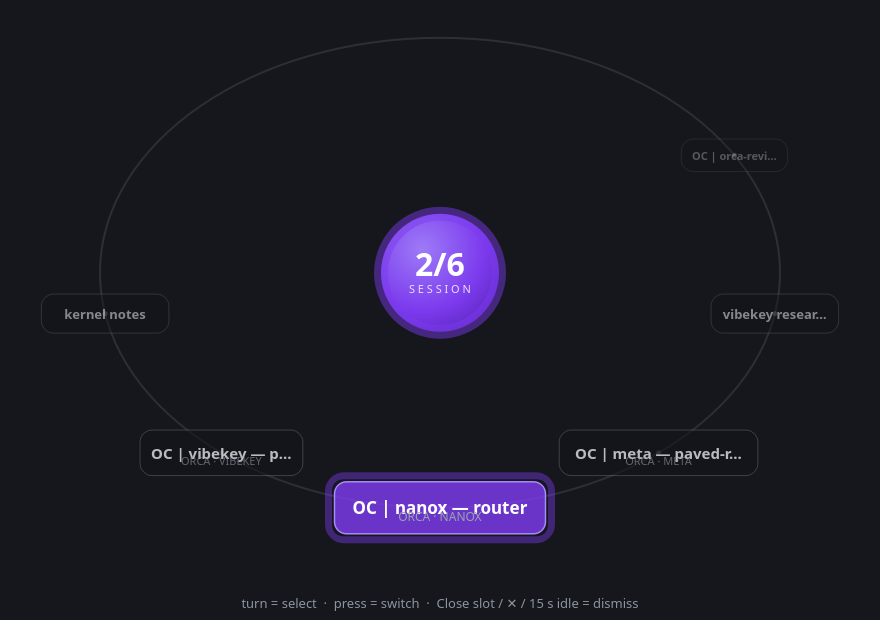 OC | orca-revi...
2/6
SESSION
kernel notes
vibekey resear...
OC | vibekey — p...
ORCA · VIBEKEY
OC | meta — paved-r...
ORCA · META
OC | nanox — router
ORCA · NANOX
turn = select · press = switch · Close slot / ✕ / 15 s idle = dismiss